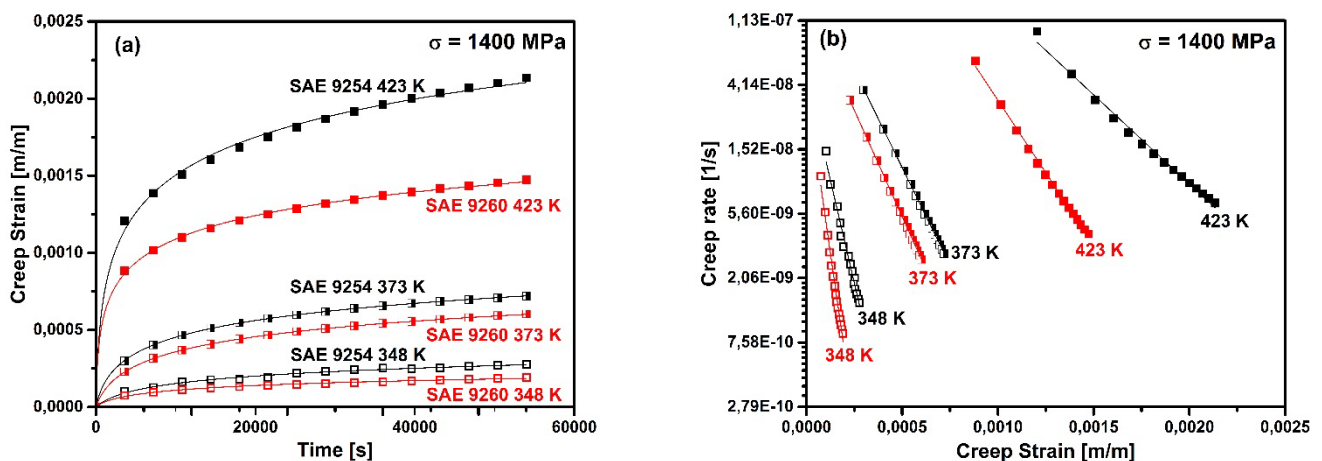 (a)
σ = 1400 MPa
0,0025
0,0020
0,0015
0,0010
0,0005
0,0000
Creep Strain [m/m]
SAE 9254 423 K
SAE 9260 423 K
SAE 9254 373 K
SAE 9260 373 K
SAE 9254 348 K
SAE 9260 348 K
0
20000
40000
60000
Time [s]
(b)
σ = 1400 MPa
1,13E-07
4,14E-08
1,52E-08
5,60E-09
2,06E-09
7,58E-10
2,79E-10
Creep rate [1/s]
423 K
423 K
373 K
373 K
348 K
348 K
0,0000
0,0005
0,0010
0,0015
0,0020
0,0025
Creep Strain [m/m]